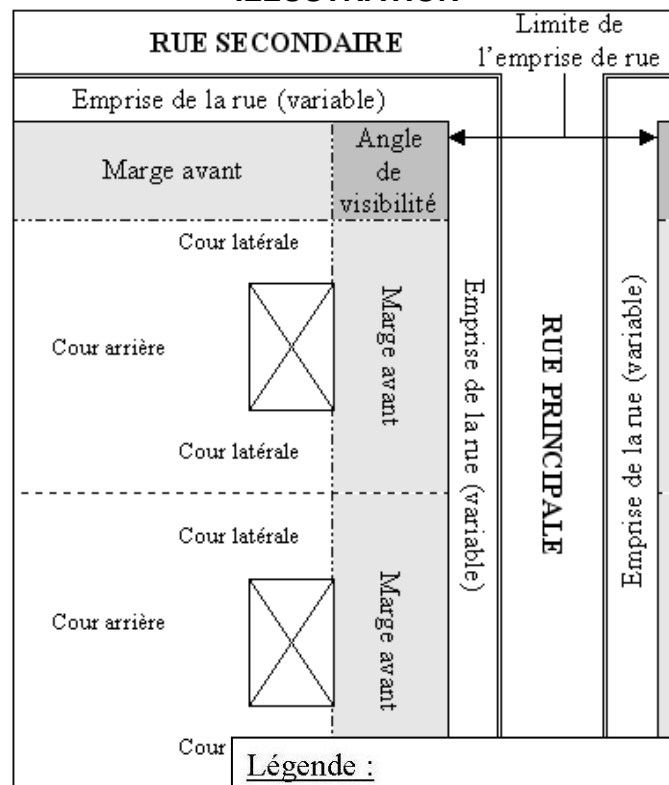 RUE SECONDAIRE
Limite de
l'emprise de rue
Emprise de la rue (variable)
Marge avant
Angle
de
visibilité
Cour latérale
Cour arrière
Marge avant
Cour latérale
Emprise de la rue (variable)
RUE PRINCIPALE
Emprise de la rue (variable)
Cour latérale
Cour arrière
Marge avant
Cour
Légende :